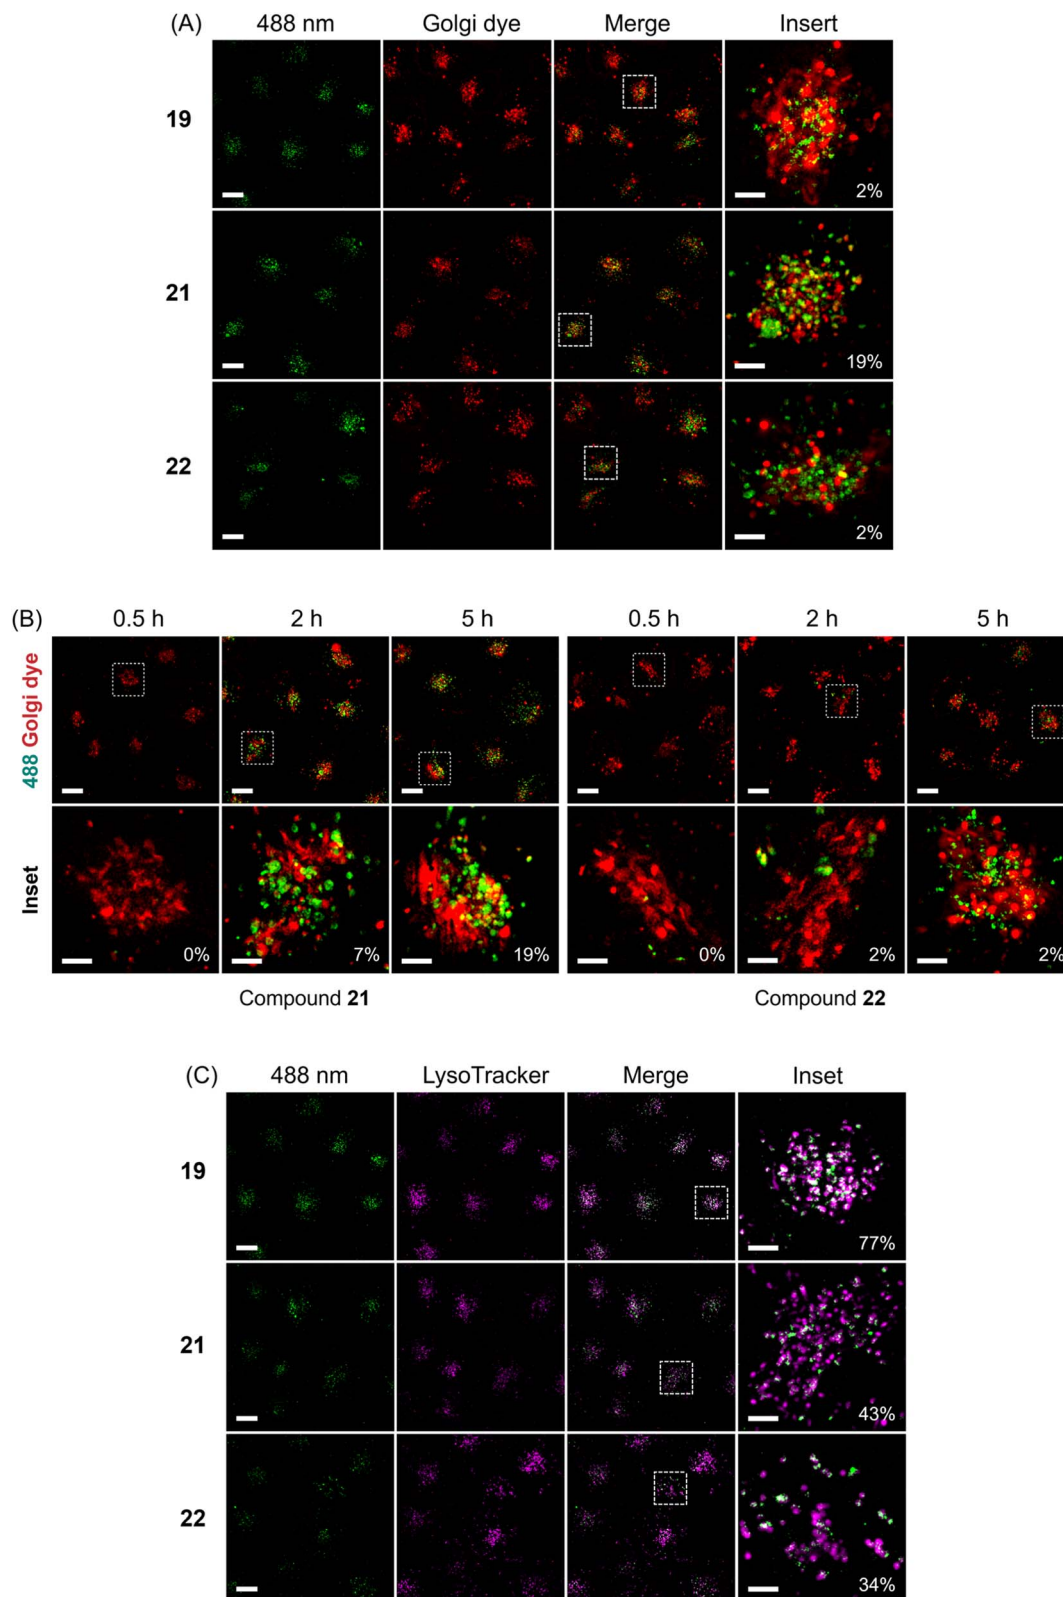 (A) 488 nm Golgi dye Merge Insert
19
2%
21
19%
22
2%
(B) 0.5 h 2 h 5 h 0.5 h 2 h 5 h
488 Golgi dye
Inset
0% 7% 19% 0% 2% 2%
Compound 21 Compound 22
(C) 488 nm LysoTracker Merge Inset
19
77%
21
43%
22
34%